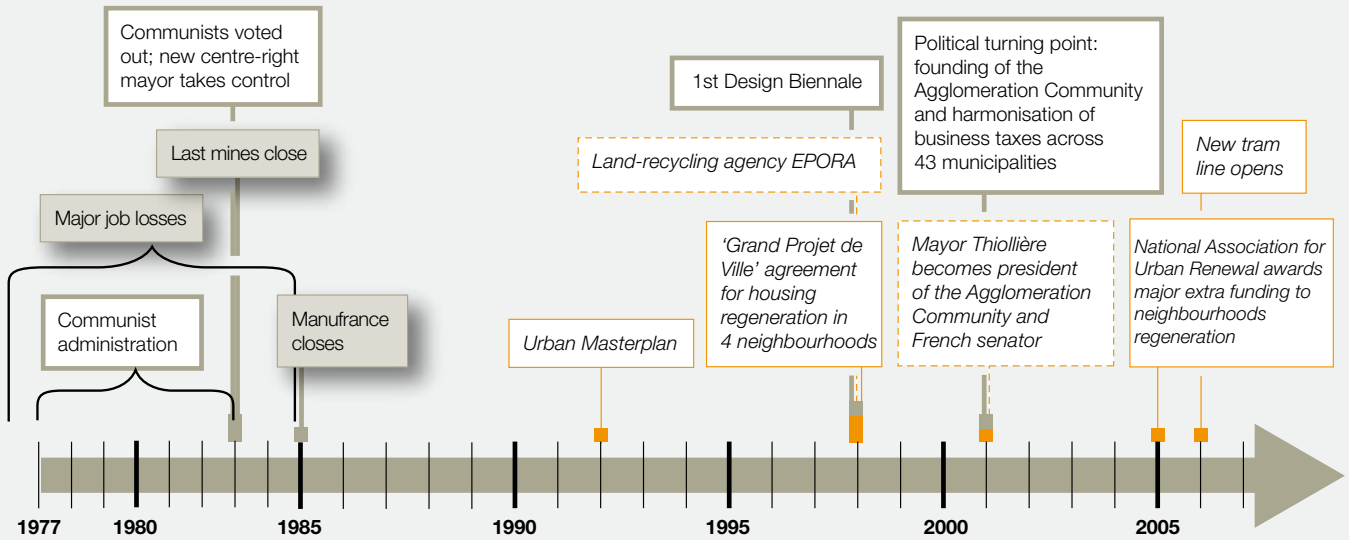 Communists voted
out; new centre-right
mayor takes control
Last mines close
Major job losses
Communist
administration
Manufrance
closes
Urban Masterplan
1st Design Biennale
Land-recycling agency EPORA
‘Grand Projet de
Ville’ agreement
for housing
regeneration in
4 neighbourhoods
Political turning point:
founding of the
Agglomeration Community
and harmonisation of
business taxes across
43 municipalities
Mayor Thiollière
becomes president
of the Agglomeration
Community and
French senator
New tram
line opens
National Association for
Urban Renewal awards
major extra funding to
neighbourhoods
regeneration
1977 1980 1985 1990 1995 2000 2005